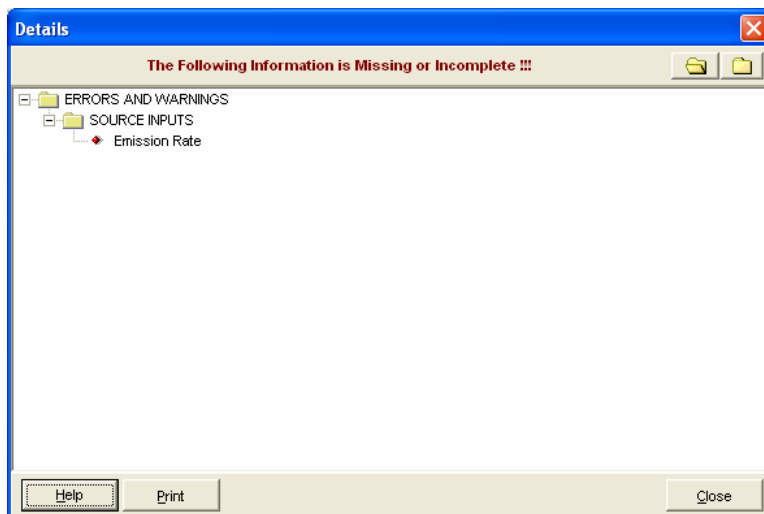 Details
The Following Information is Missing or Incomplete !!!
ERRORS AND WARNINGS
SOURCE INPUTS
Emission Rate
Help
Print
Close